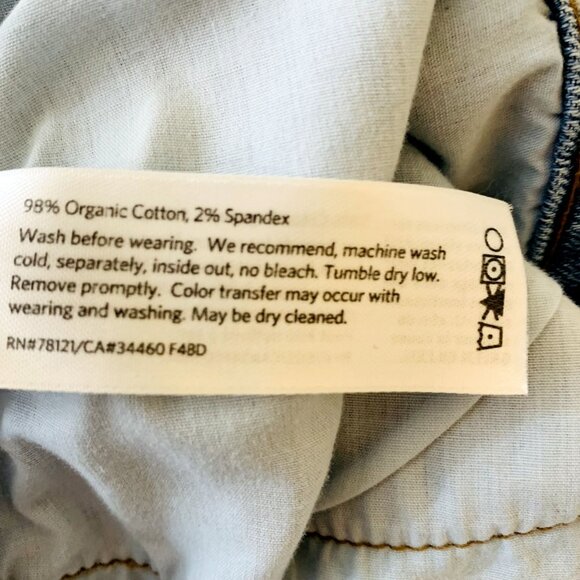 98% Organic Cotton, 2% Spandex
Wash before wearing. We recommend, machine wash
cold, separately, inside out, no bleach. Tumble dry low.
Remove promptly. Color transfer may occur with
wearing and washing. May be dry cleaned.
RN#78121/CA#34460 F48D